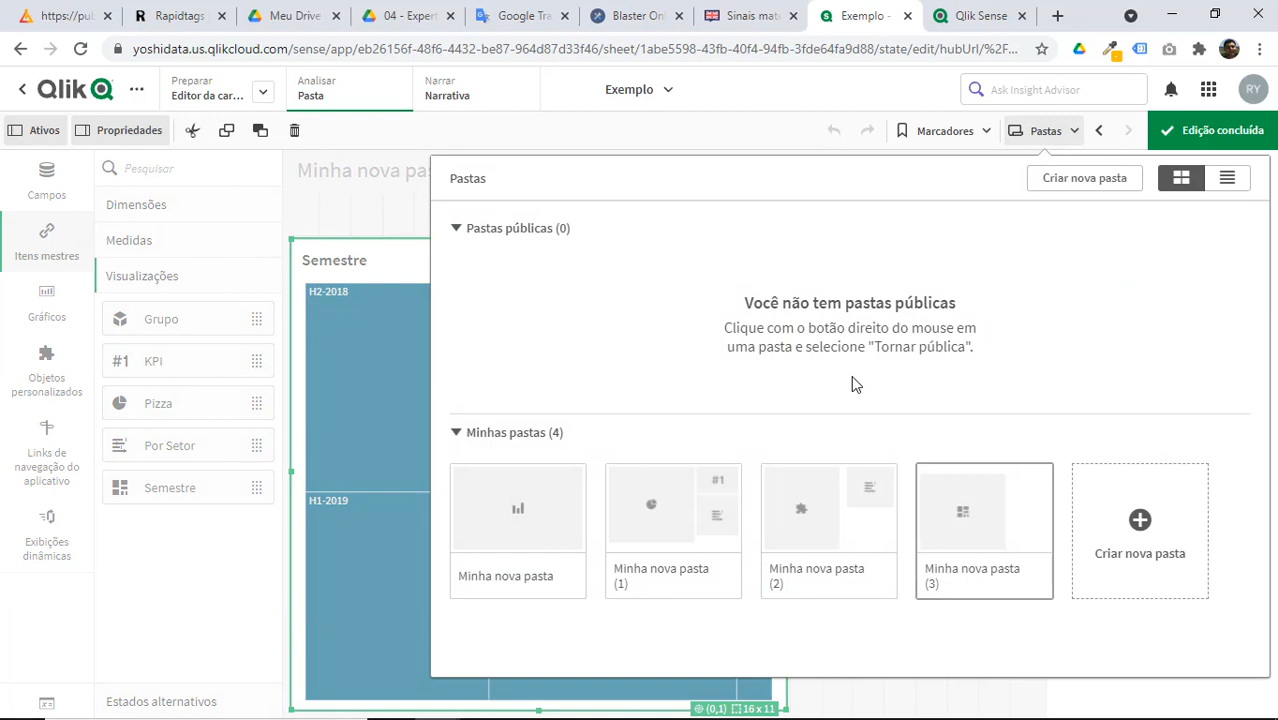 https://pul
Rapidtags
Meu Drive
04 - Expert
Google Tra
Blaster Onl
Sinais mate
Exemplo -
Qlik Sense
yoshidata.us.qlikcloud.com/sense/app/eb26156f-48f6-4432-be87-964d87d33f46/sheet/1abe5598-43fb-40f4-94fb-3fde64fa9d88/state/edit/hubUrl/%2F...
Qlik
Preparar
Editor da car...
Analisar
Pasta
Narrar
Narrativa
Exemplo
Ask Insight Advisor
RY
Ativos
Propriedades
Marcadores
Pastas
Edição concluída
Campos
Itens mestres
Gráficos
Objetos
personalizados
Links de
navegação do
aplicativo
Exibições
dinâmicas
Pesquisar
Dimensões
Medidas
Visualizações
Grupo
#1 KPI
Pizza
Por Setor
Semestre
Estados alternativos
Minha nova pas
Semestre
H2-2018
H1-2019
(0,1) 16 x 11
Pastas
Criar nova pasta
Pastas públicas (0)
Você não tem pastas públicas
Clique com o botão direito do mouse em
uma pasta e selecione "Tornar pública".
Minhas pastas (4)
Minha nova pasta
#1
Minha nova pasta
(1)
Minha nova pasta
(2)
Minha nova pasta
(3)
Criar nova pasta